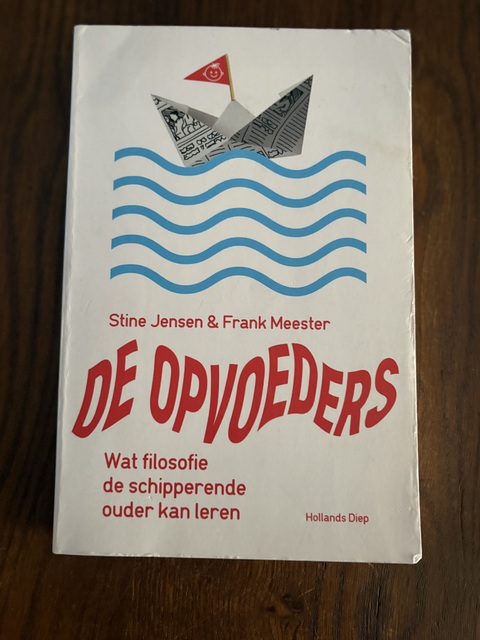 Stine Jensen & Frank Meester
DE OPVOEDERS
Wat filosofie
de schipperende
ouder kan leren
Hollands Diep